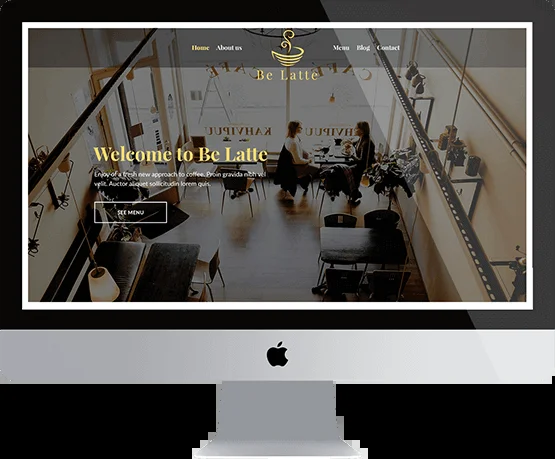 Home About us Menu Blog Contact
Be Latte
KAHVIPUU
Welcome to Be Latte
Enjoy of a fresh new approach to coffee. Proin gravida nibh vel
velit. Auctor aliquet sollicitudin lorem quis.
SEE MENU